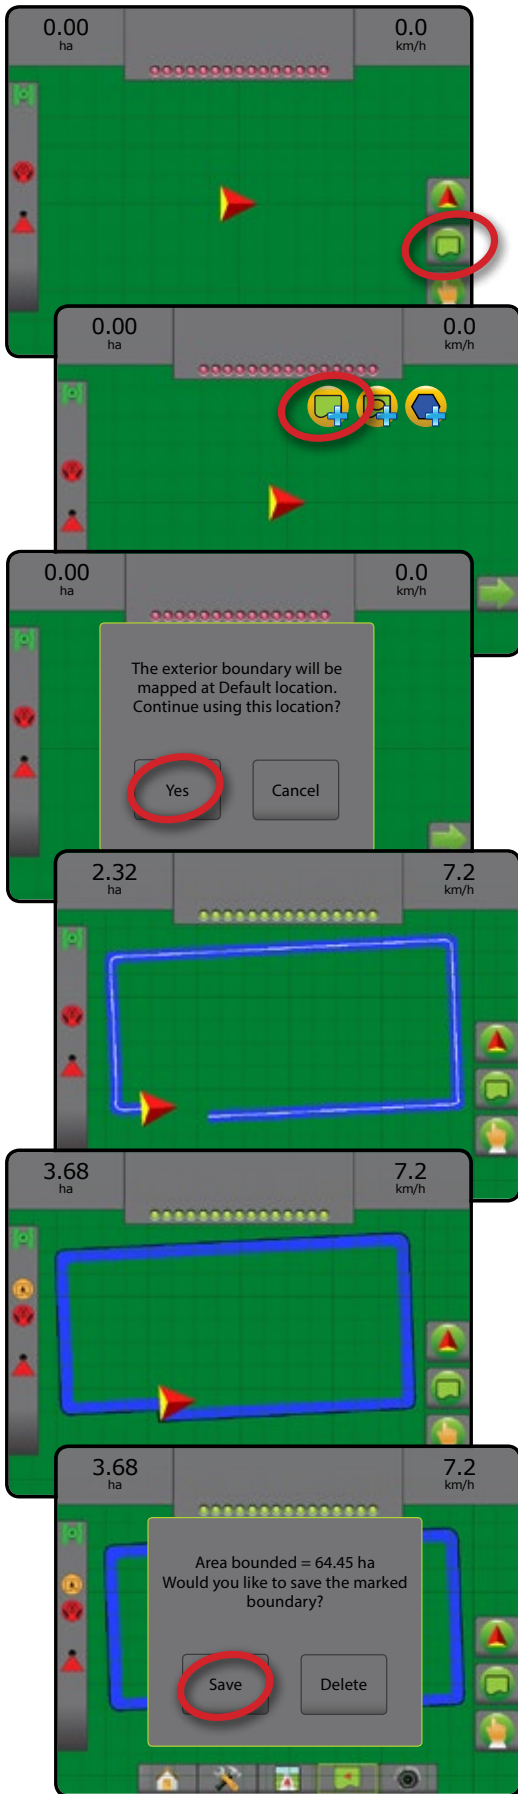 0.00
ha
0.0
km/h
0.00
ha
0.0
km/h
0.00
ha
0.0
km/h
The exterior boundary will be
mapped at Default location.
Continue using this location?
Yes
Cancel
2.32
ha
7.2
km/h
3.68
ha
7.2
km/h
3.68
ha
7.2
km/h
Area bounded = 64.45 ha
Would you like to save the marked
boundary?
Save
Delete